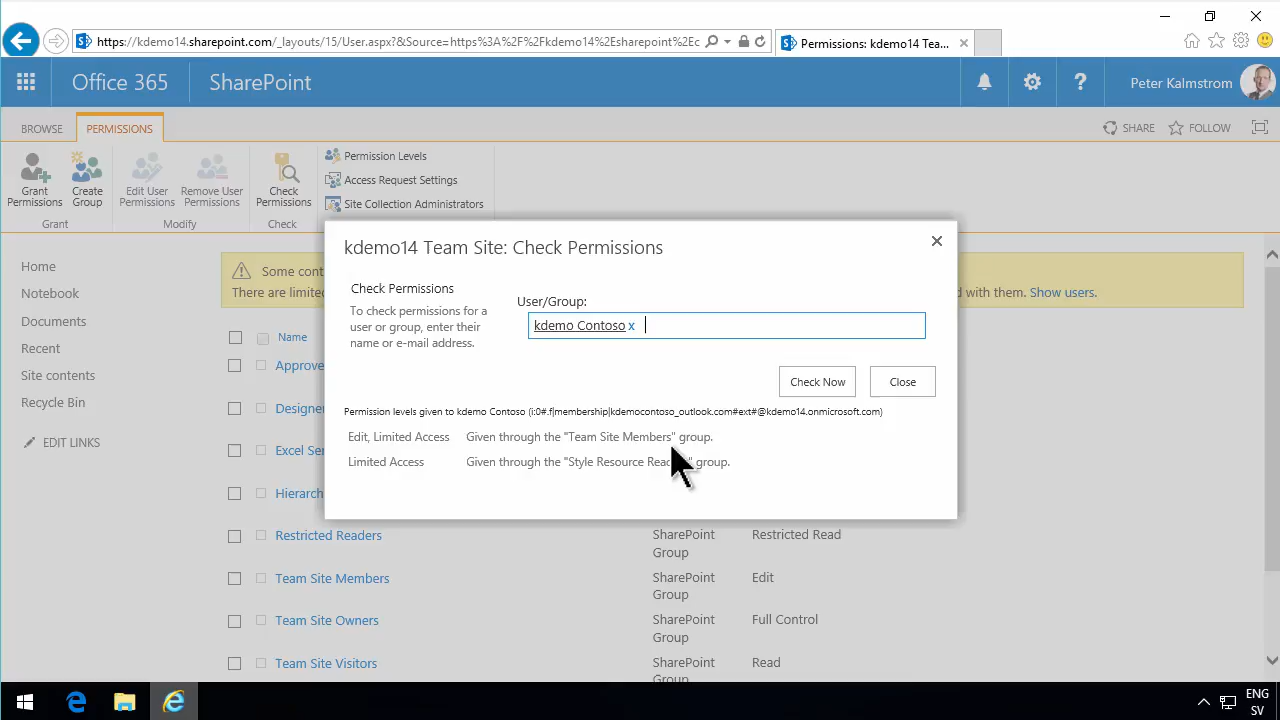 https://kdemo14.sharepoint.com/_layouts/15/User.aspx?&Source=https%3A%2F%2Fkdemo14%2Esharepoint%2Ec
Permissions: kdemo14 Tea...
Office 365
SharePoint
Peter Kalmstrom
BROWSE
PERMISSIONS
SHARE
FOLLOW
Grant Permissions
Create Group
Edit User Permissions
Remove User Permissions
Check Permissions
Permission Levels
Access Request Settings
Site Collection Administrators
Grant
Modify
Check
Home
Notebook
Documents
Recent
Site contents
Recycle Bin
EDIT LINKS
Some cont
There are limited
d with them. Show users.
Name
Approve
Designe
Excel Se
Hierarch
Restricted Readers
SharePoint Group
Restricted Read
Team Site Members
SharePoint Group
Edit
Team Site Owners
SharePoint Group
Full Control
Team Site Visitors
SharePoint Group
Read
kdemo14 Team Site: Check Permissions
Check Permissions
To check permissions for a
user or group, enter their
name or e-mail address.
User/Group:
kdemo Contoso x
Check Now
Close
Permission levels given to kdemo Contoso (i:0#.f|membership|kdemocontoso_outlook.com#ext#@kdemo14.onmicrosoft.com)
Edit, Limited Access
Given through the "Team Site Members" group.
Limited Access
Given through the "Style Resource Rea " group.
ENG
SV